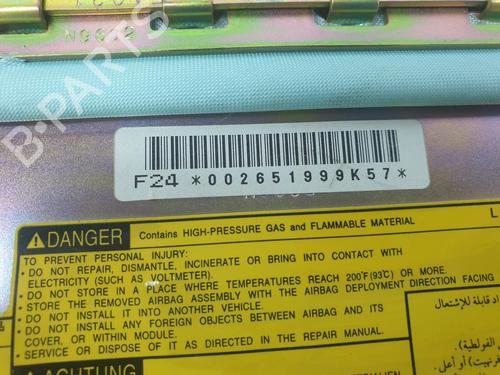 N0672
F24 *002651999K57*
B-PARTS
DANGER Contains HIGH-PRESSURE GAS and FLAMMABLE MATERIAL
TO PREVENT PERSONAL INJURY:
• DO NOT REPAIR, DISMANTLE, INCINERATE OR BRING INTO CONTACT WITH
ELECTRICITY (SUCH AS VOLTMETER).
• DO NOT STORE IN A PLACE WHERE TEMPERATURES REACH 200°F(93℃) OR MORE.
• STORE THE REMOVED AIRBAG ASSEMBLY WITH THE AIRBAG DEPLOYMENT DIRECTION FACING
• DO NOT INSTALL IT INTO ANOTHER VEHICLE.
• DO NOT INSTALL ANY FOREIGN OBJECTS BETWEEN AIRBAG AND ITS
COVER, OR WITHIN MODULE.
• SERVICE OR DISPOSE OF IT AS DIRECTED IN THE REPAIR MANUAL.
ACHTUNG